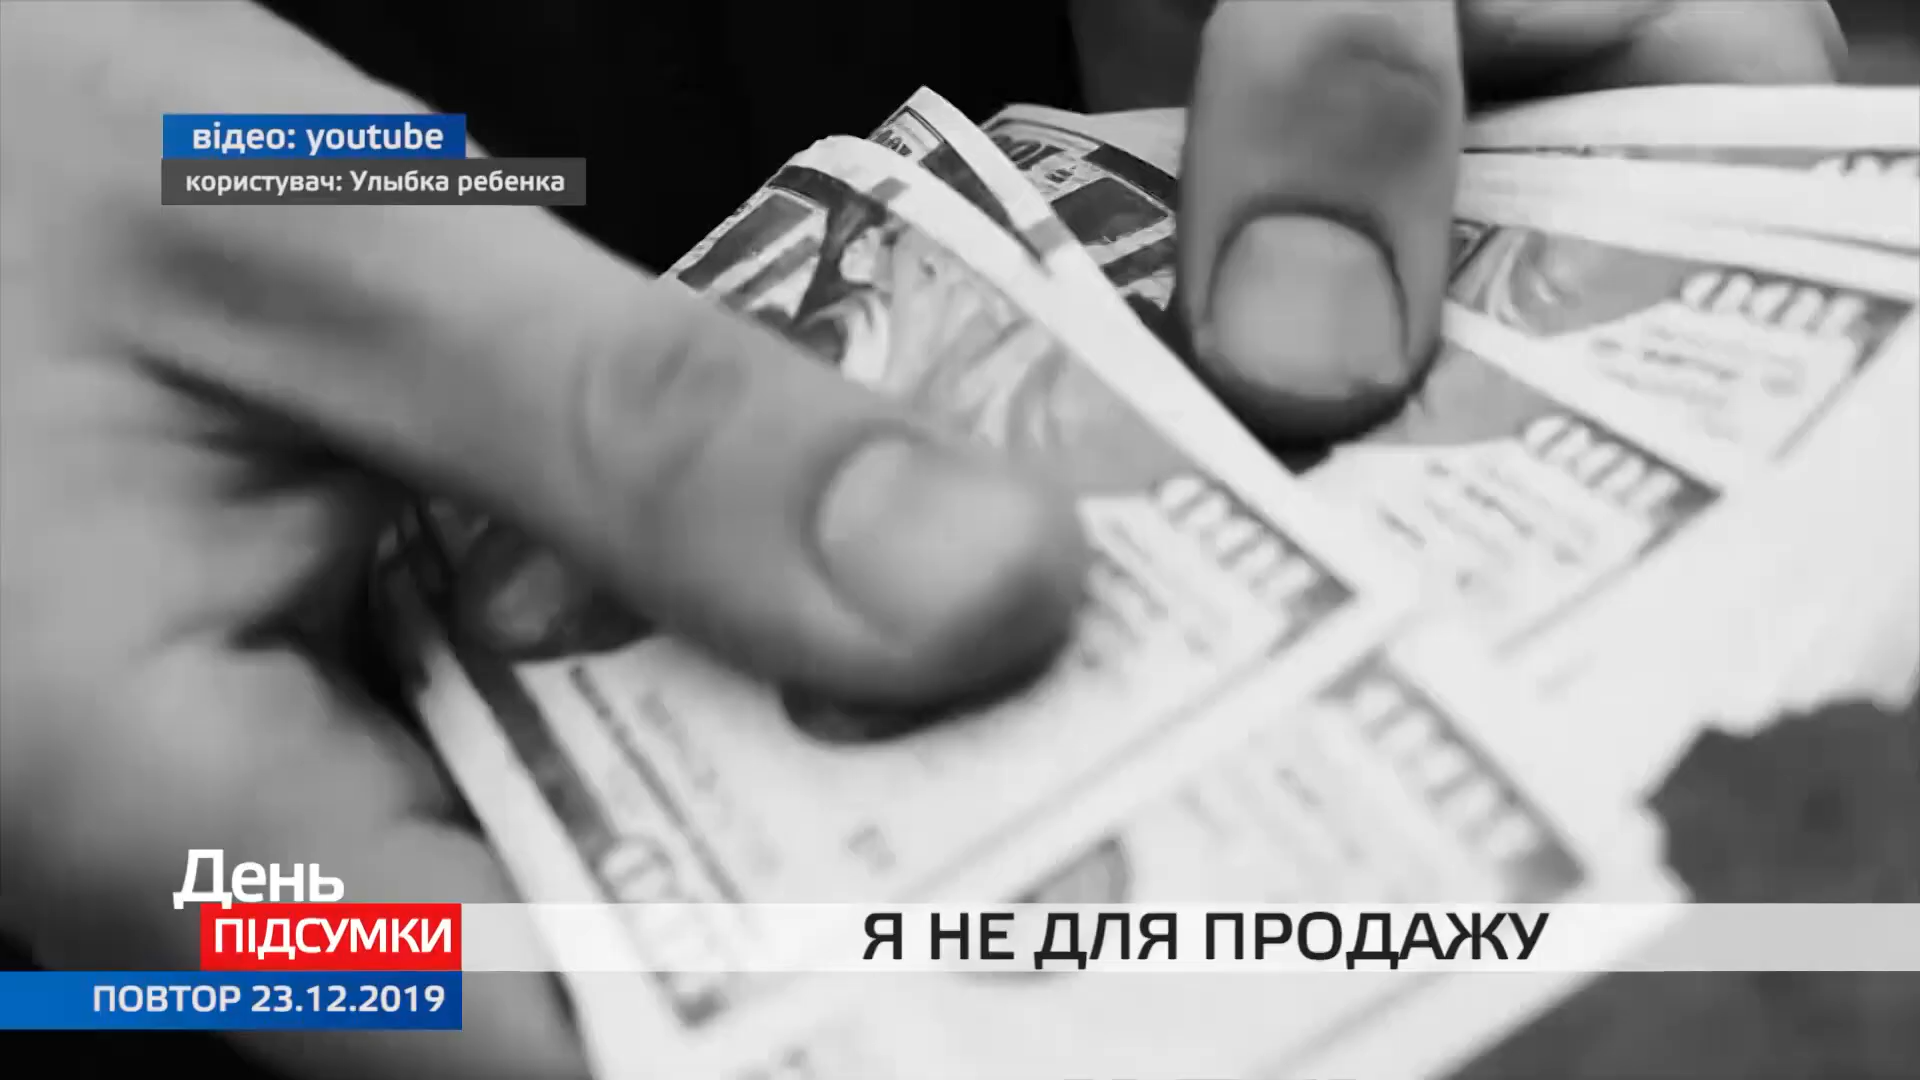 відео: youtube
користувач: Улыбка ребенка
День
ПІДСУМКИ
Я НЕ ДЛЯ ПРОДАЖУ
ПОВТОР 23.12.2019